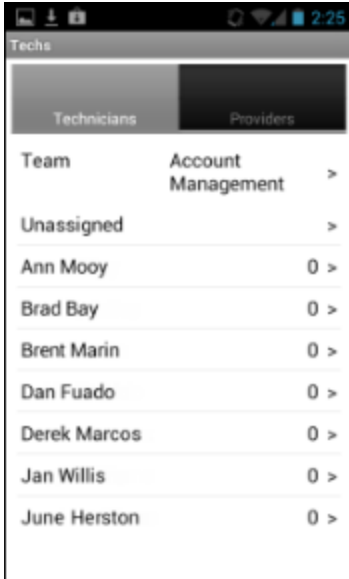 2:25
Techs
Technicians Providers
Team Account Management >
Unassigned >
Ann Mooy 0 >
Brad Bay 0 >
Brent Marin 0 >
Dan Fuado 0 >
Derek Marcos 0 >
Jan Willis 0 >
June Herston 0 >